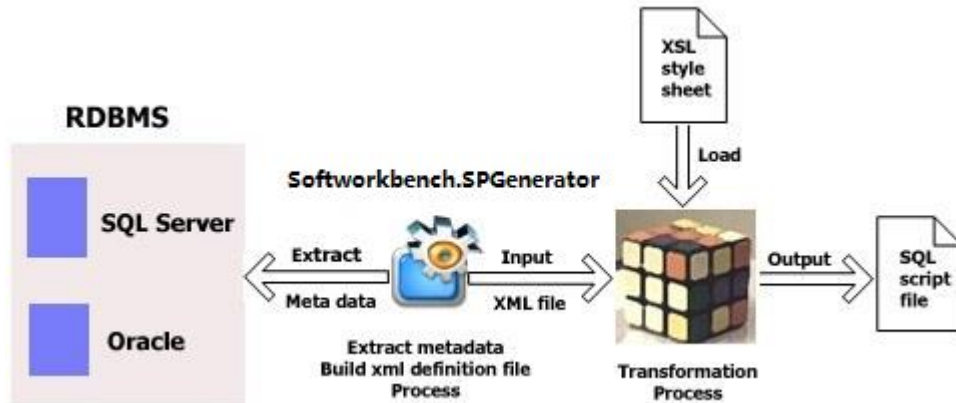 XSL
style
sheet
RDBMS
Load
Softworkbench.SPGenerator
SQL Server
Extract
Input
Output
SQL
script
file
Meta data
XML file
Oracle
Extract metadata
Build xml definition file
Process
Transformation
Process